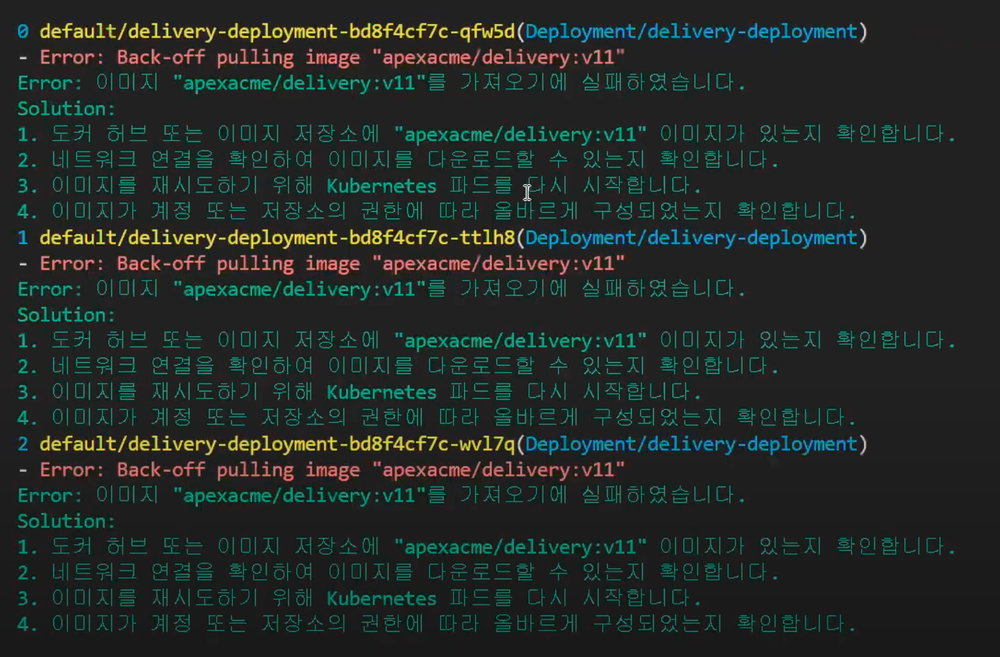 0 default/delivery-deployment-bd8f4cf7c-qfw5d(Deployment/delivery-deployment)
- Error: Back-off pulling image "apexacme/delivery:v11"
Error: 이미지 "apexacme/delivery:v11"를 가져오기에 실패하였습니다.
Solution:
1. 도커 허브 또는 이미지 저장소에 "apexacme/delivery:v11" 이미지가 있는지 확인합니다.
2. 네트워크 연결을 확인하여 이미지를 다운로드할 수 있는지 확인합니다.
3. 이미지를 재시도하기 위해 Kubernetes 파드를 다시 시작합니다.
4. 이미지가 계정 또는 저장소의 권한에 따라 올바르게 구성되었는지 확인합니다.
1 default/delivery-deployment-bd8f4cf7c-ttlh8(Deployment/delivery-deployment)
- Error: Back-off pulling image "apexacme/delivery:v11"
Error: 이미지 "apexacme/delivery:v11"를 가져오기에 실패하였습니다.
Solution:
1. 도커 허브 또는 이미지 저장소에 "apexacme/delivery:v11" 이미지가 있는지 확인합니다.
2. 네트워크 연결을 확인하여 이미지를 다운로드할 수 있는지 확인합니다.
3. 이미지를 재시도하기 위해 Kubernetes 파드를 다시 시작합니다.
4. 이미지가 계정 또는 저장소의 권한에 따라 올바르게 구성되었는지 확인합니다.
2 default/delivery-deployment-bd8f4cf7c-wvl7q(Deployment/delivery-deployment)
- Error: Back-off pulling image "apexacme/delivery:v11"
Error: 이미지 "apexacme/delivery:v11"를 가져오기에 실패하였습니다.
Solution:
1. 도커 허브 또는 이미지 저장소에 "apexacme/delivery:v11" 이미지가 있는지 확인합니다.
2. 네트워크 연결을 확인하여 이미지를 다운로드할 수 있는지 확인합니다.
3. 이미지를 재시도하기 위해 Kubernetes 파드를 다시 시작합니다.
4. 이미지가 계정 또는 저장소의 권한에 따라 올바르게 구성되었는지 확인합니다.